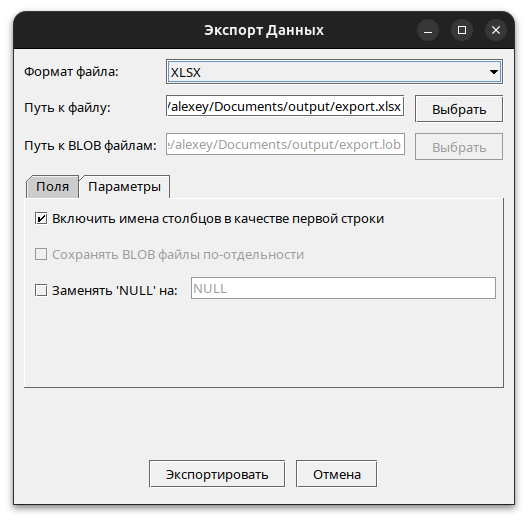 Экспорт Данных
Формат файла: XLSX
Путь к файлу: /alexey/Documents/output/export.xlsx Выбрать
Путь к BLOB файлам: e/alexey/Documents/output/export.lob Выбрать
Поля Параметры
Включить имена столбцов в качестве первой строки
Сохранять BLOB файлы по-отдельности
Заменять 'NULL' на: NULL
Экспортировать Отмена